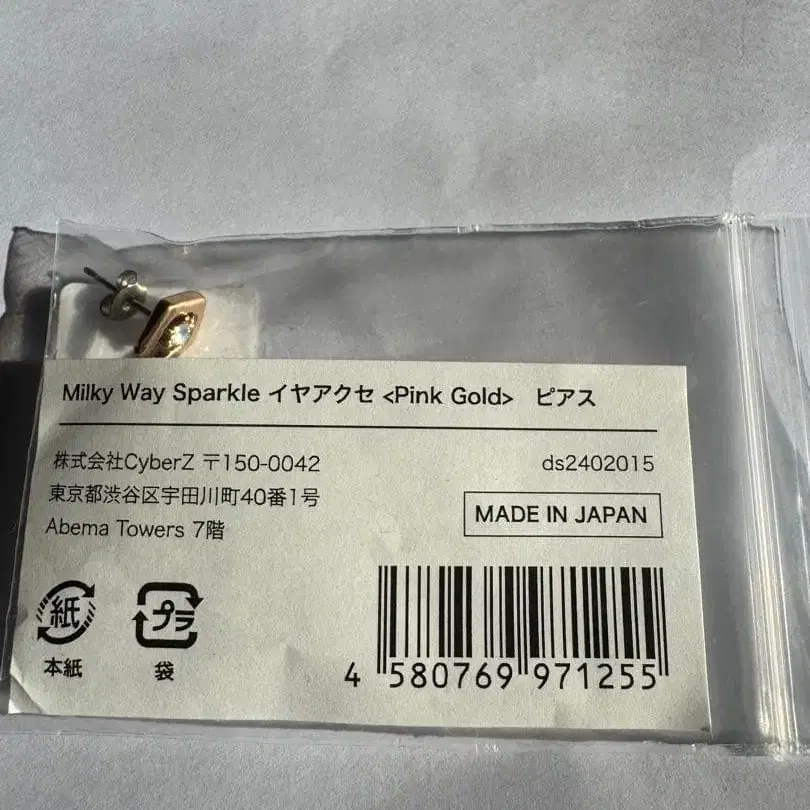 Milky Way Sparkle イヤアクセ <Pink Gold>　ピアス
株式会社CyberZ 〒150-0042
ds2402015
東京都渋谷区宇田川町40番1号
MADE IN JAPAN
Abema Towers 7階
紙
プラ
本紙
袋
4 580769 971255